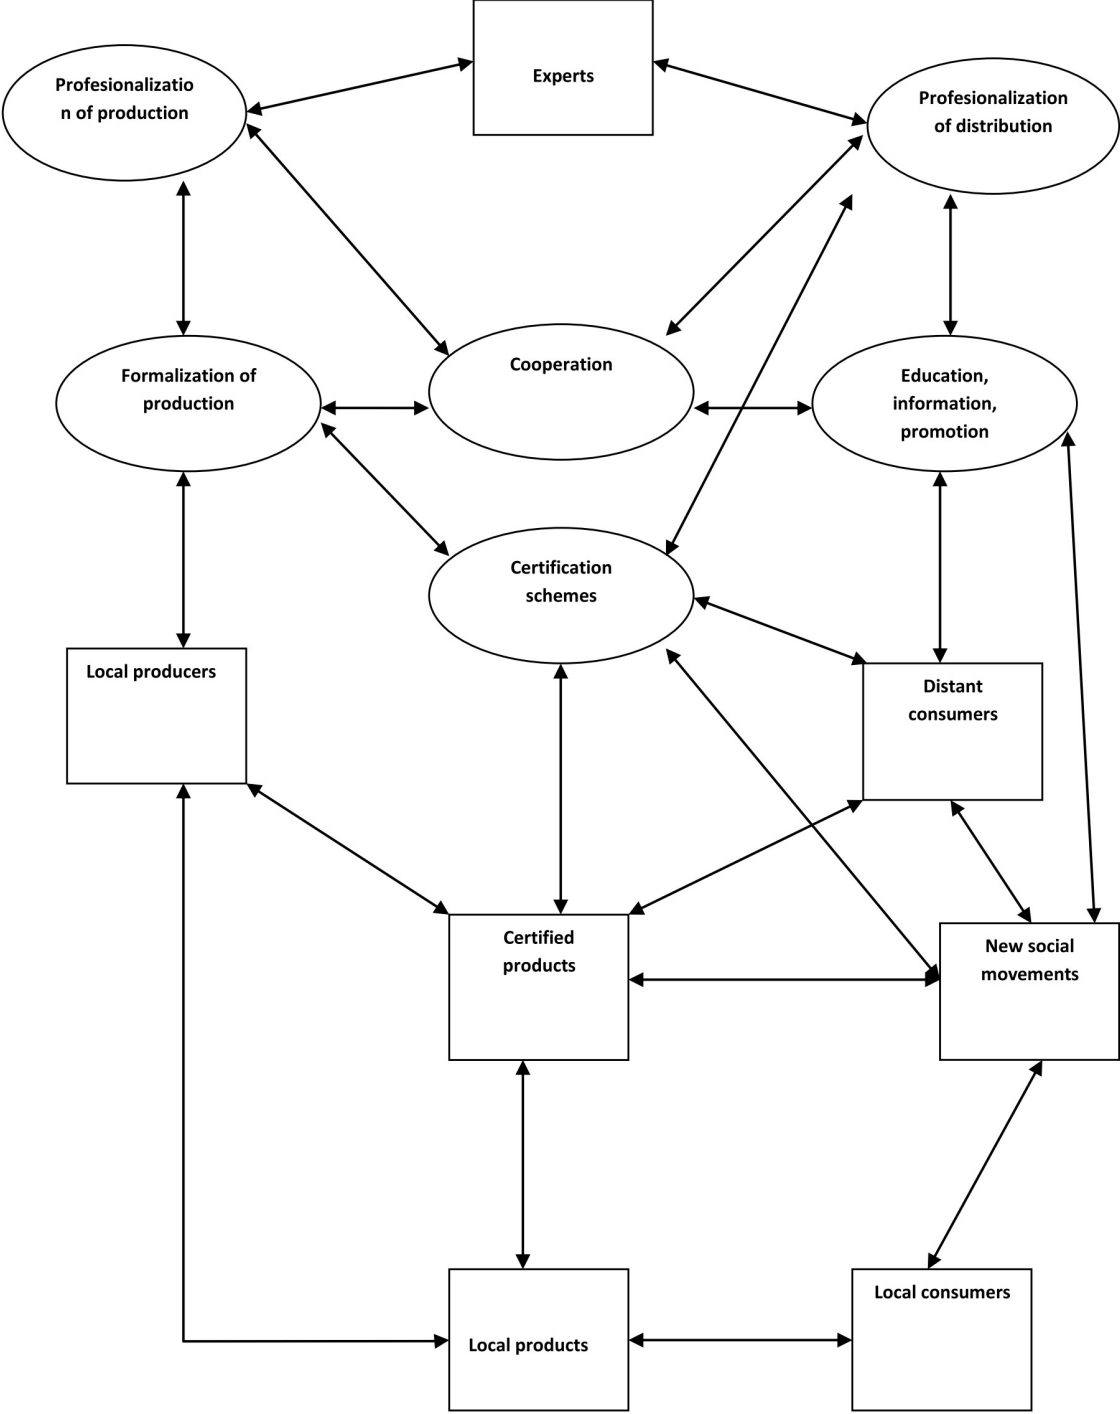 Experts
Profesionalizatio
n of production
Profesionalization
of distribution
Cooperation
Formalization of
production
Education,
information,
promotion
Certification
schemes
Local producers
Distant
consumers
Certified
products
New social
movements
Local consumers
Local products